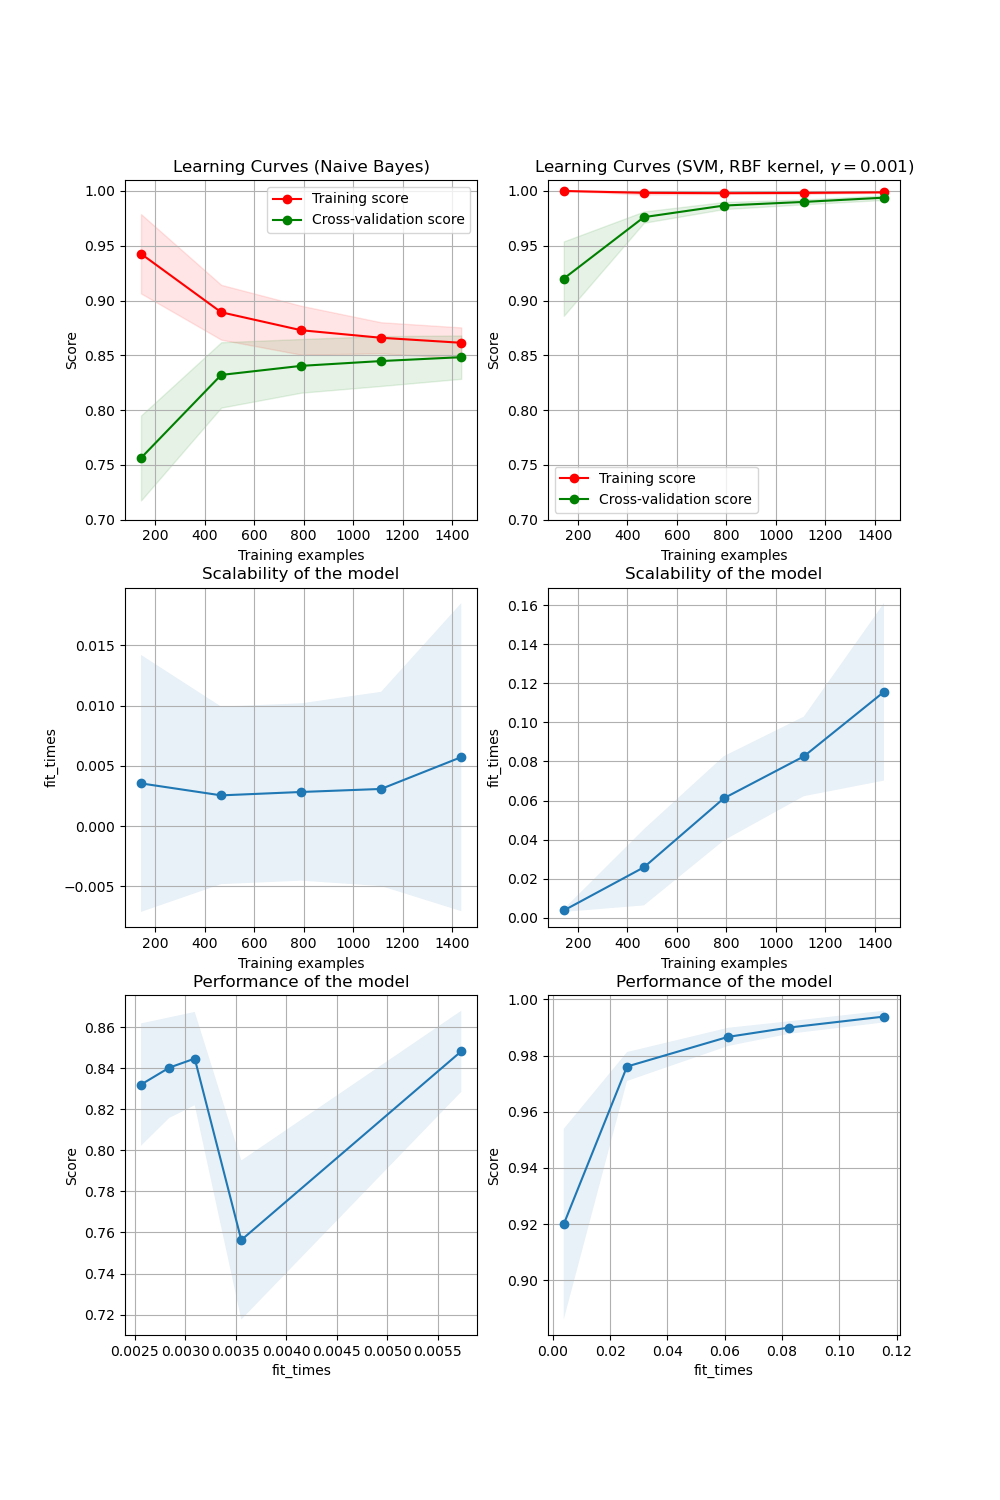 Learning Curves (Naive Bayes)
Score
1.00
0.95
0.90
0.85
0.80
0.75
0.70
Training score
Cross-validation score
200 400 600 800 1000 1200 1400
Training examples
Learning Curves (SVM, RBF kernel, γ = 0.001)
Score
1.00
0.95
0.90
0.85
0.80
0.75
0.70
Training score
Cross-validation score
200 400 600 800 1000 1200 1400
Training examples
Scalability of the model
fit_times
0.015
0.010
0.005
0.000
−0.005
200 400 600 800 1000 1200 1400
Training examples
Scalability of the model
fit_times
0.16
0.14
0.12
0.10
0.08
0.06
0.04
0.02
0.00
200 400 600 800 1000 1200 1400
Training examples
Performance of the model
Score
0.86
0.84
0.82
0.80
0.78
0.76
0.74
0.72
0.0025 0.0030 0.0035 0.0040 0.0045 0.0050 0.0055
fit_times
Performance of the model
Score
1.00
0.98
0.96
0.94
0.92
0.90
0.00 0.02 0.04 0.06 0.08 0.10 0.12
fit_times